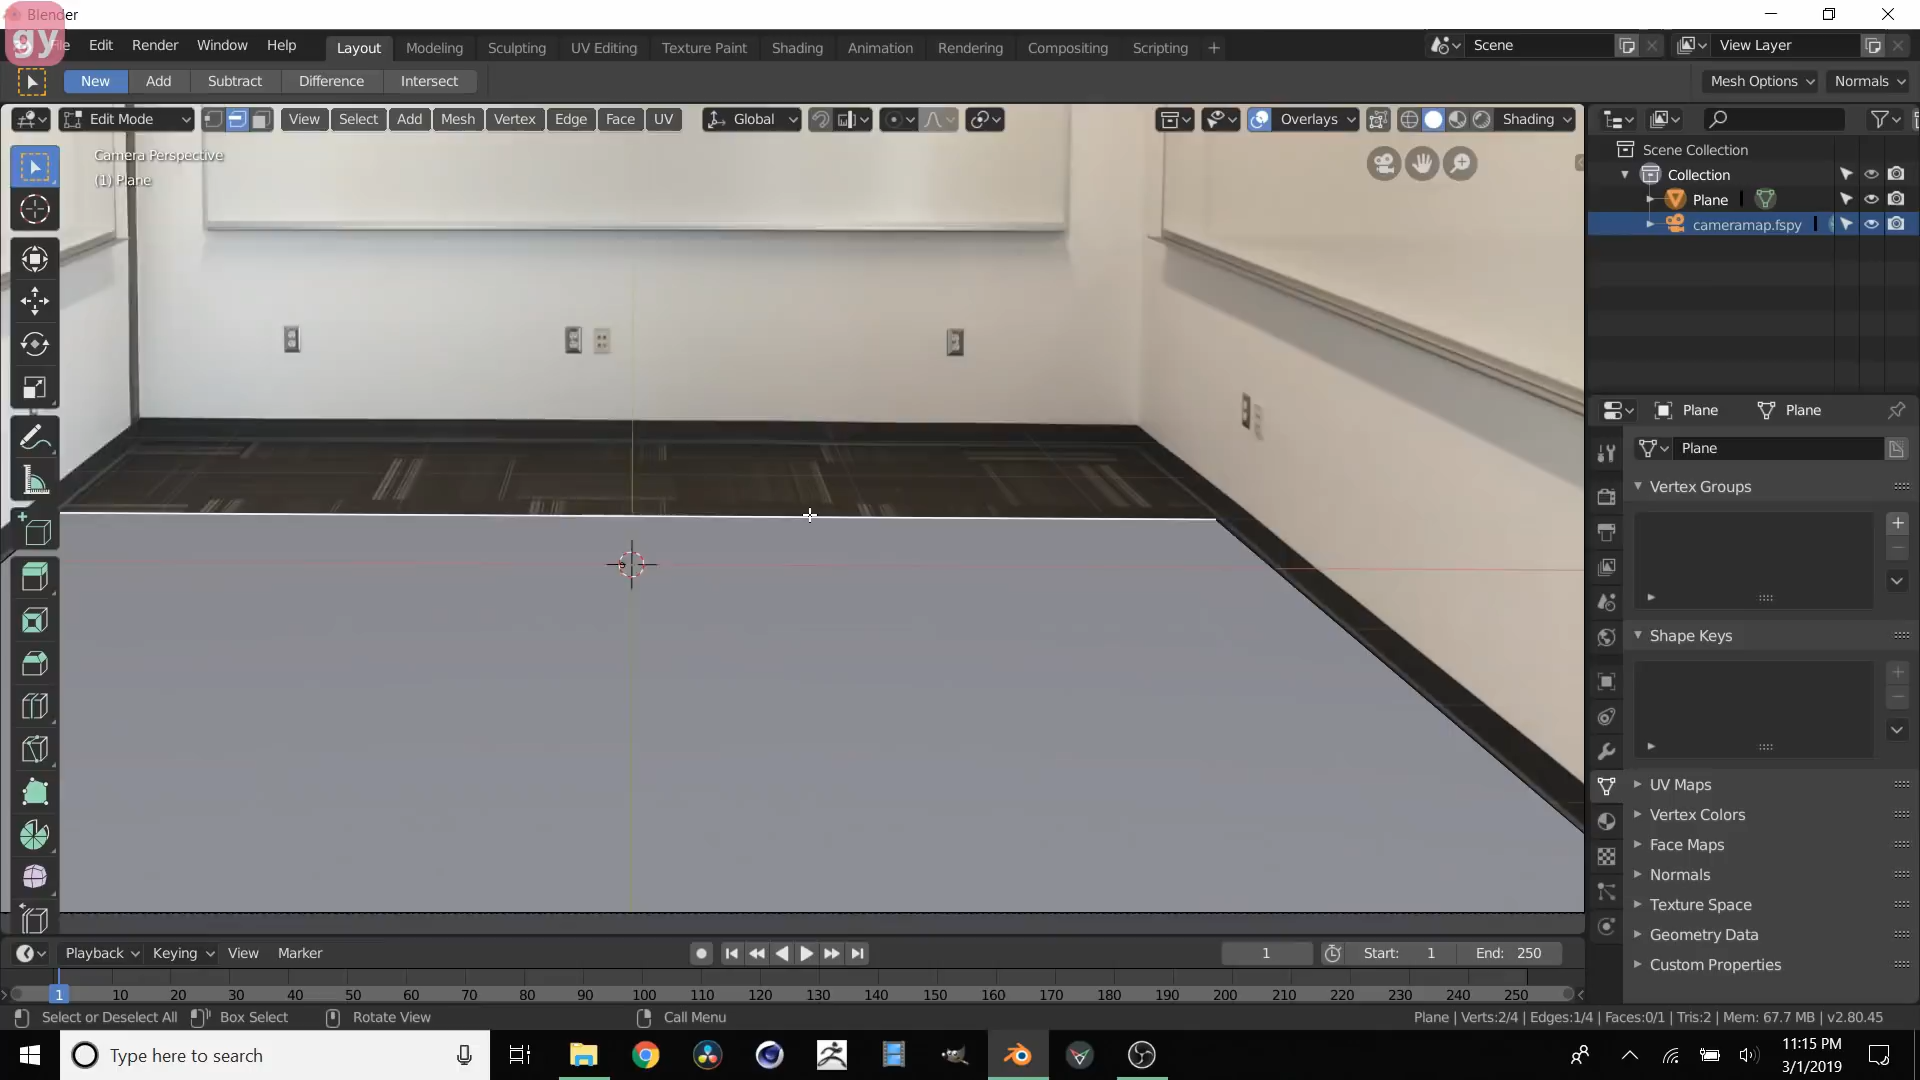 Blender
gy
File Edit Render Window Help Layout Modeling Sculpting UV Editing Texture Paint Shading Animation Rendering Compositing Scripting + Scene View Layer
New Add Subtract Difference Intersect Mesh Options Normals
Edit Mode View Select Add Mesh Vertex Edge Face UV Global Overlays Shading
Camera Perspective
(1) Plane
Scene Collection
Collection
Plane
cameramap.fspy
Plane Plane
Plane
Vertex Groups
Shape Keys
UV Maps
Vertex Colors
Face Maps
Normals
Texture Space
Geometry Data
Custom Properties
Playback Keying View Marker 1 Start: 1 End: 250
1 10 20 30 40 50 60 70 80 90 100 110 120 130 140 150 160 170 180 190 200 210 220 230 240 250
Select or Deselect All Box Select Rotate View Call Menu Plane | Verts:2/4 | Edges:1/4 | Faces:0/1 | Tris:2 | Mem: 67.7 MB | v2.80.45
Type here to search
11:15 PM
3/1/2019